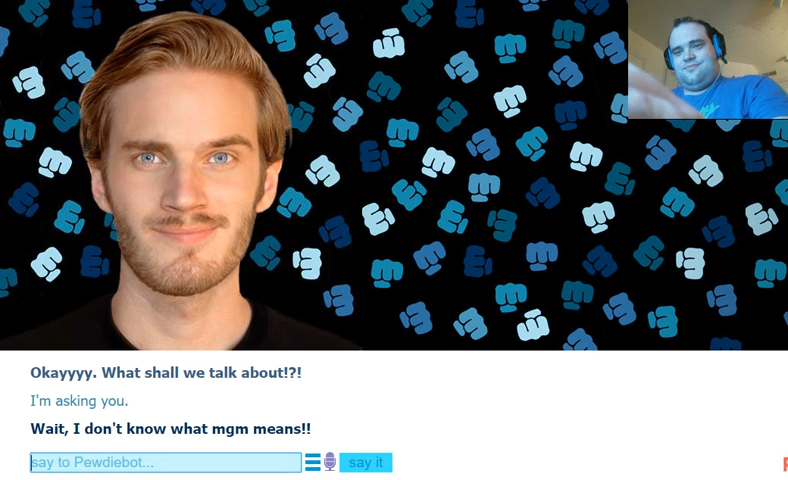 Okayyyy. What shall we talk about!?!
I'm asking you.
Wait, I don't know what mgm means!!
say to Pewdiebot...
say it